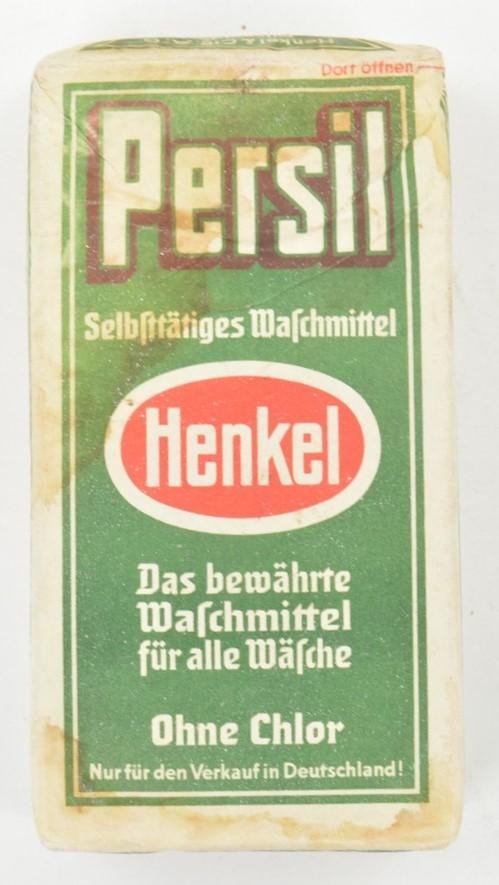 Dort öffnen
Persil
Selbſttätiges Waſchmittel
Henkel
Das bewährte
Waſchmittel
für alle Wäſche
Ohne Chlor
Nur für den Verkauf in Deutschland!